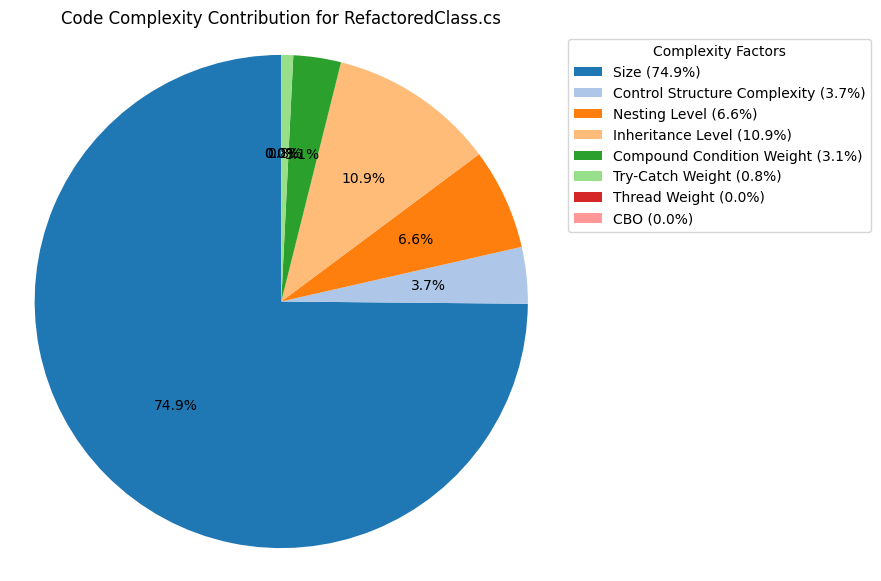 Code Complexity Contribution for RefactoredClass.cs
Complexity Factors
Size (74.9%)
Control Structure Complexity (3.7%)
Nesting Level (6.6%)
Inheritance Level (10.9%)
Compound Condition Weight (3.1%)
Try-Catch Weight (0.8%)
Thread Weight (0.0%)
CBO (0.0%)
3.1%
10.9%
6.6%
3.7%
74.9%